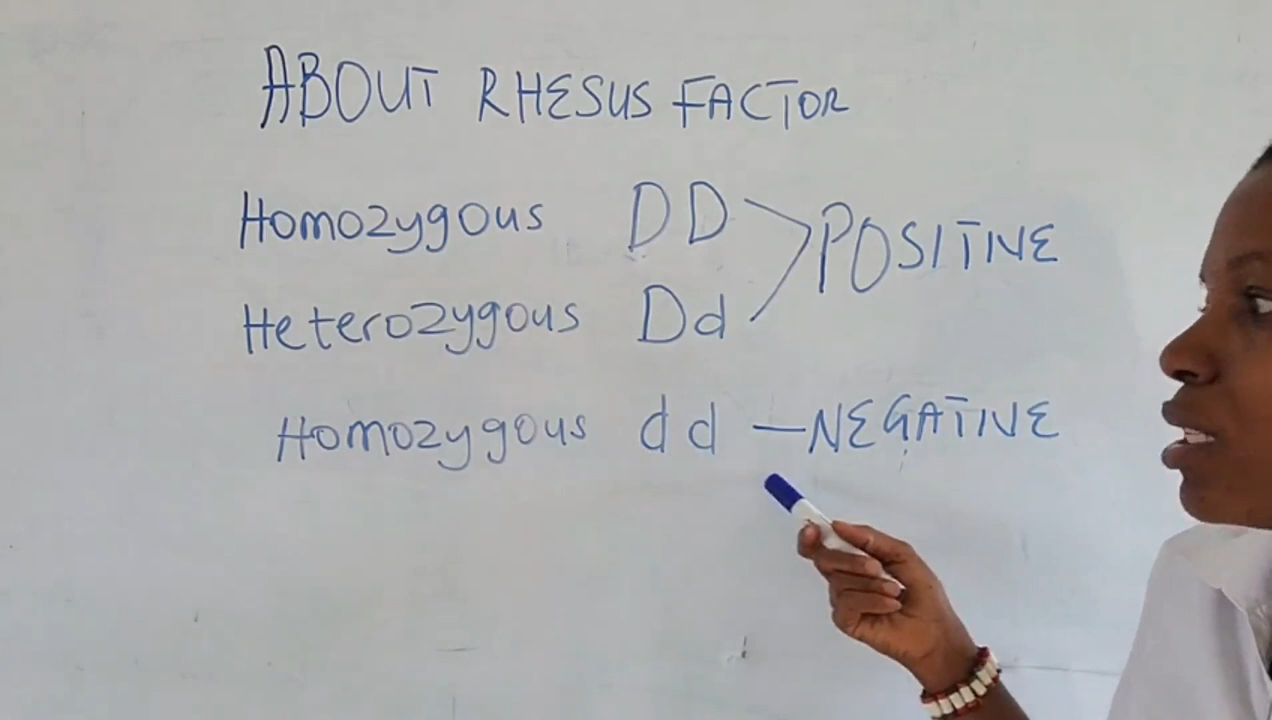 ABOUT RHESUS FACTOR
Homozygous DD > POSITIVE
Heterozygous Dd
Homozygous dd — NEGATIVE